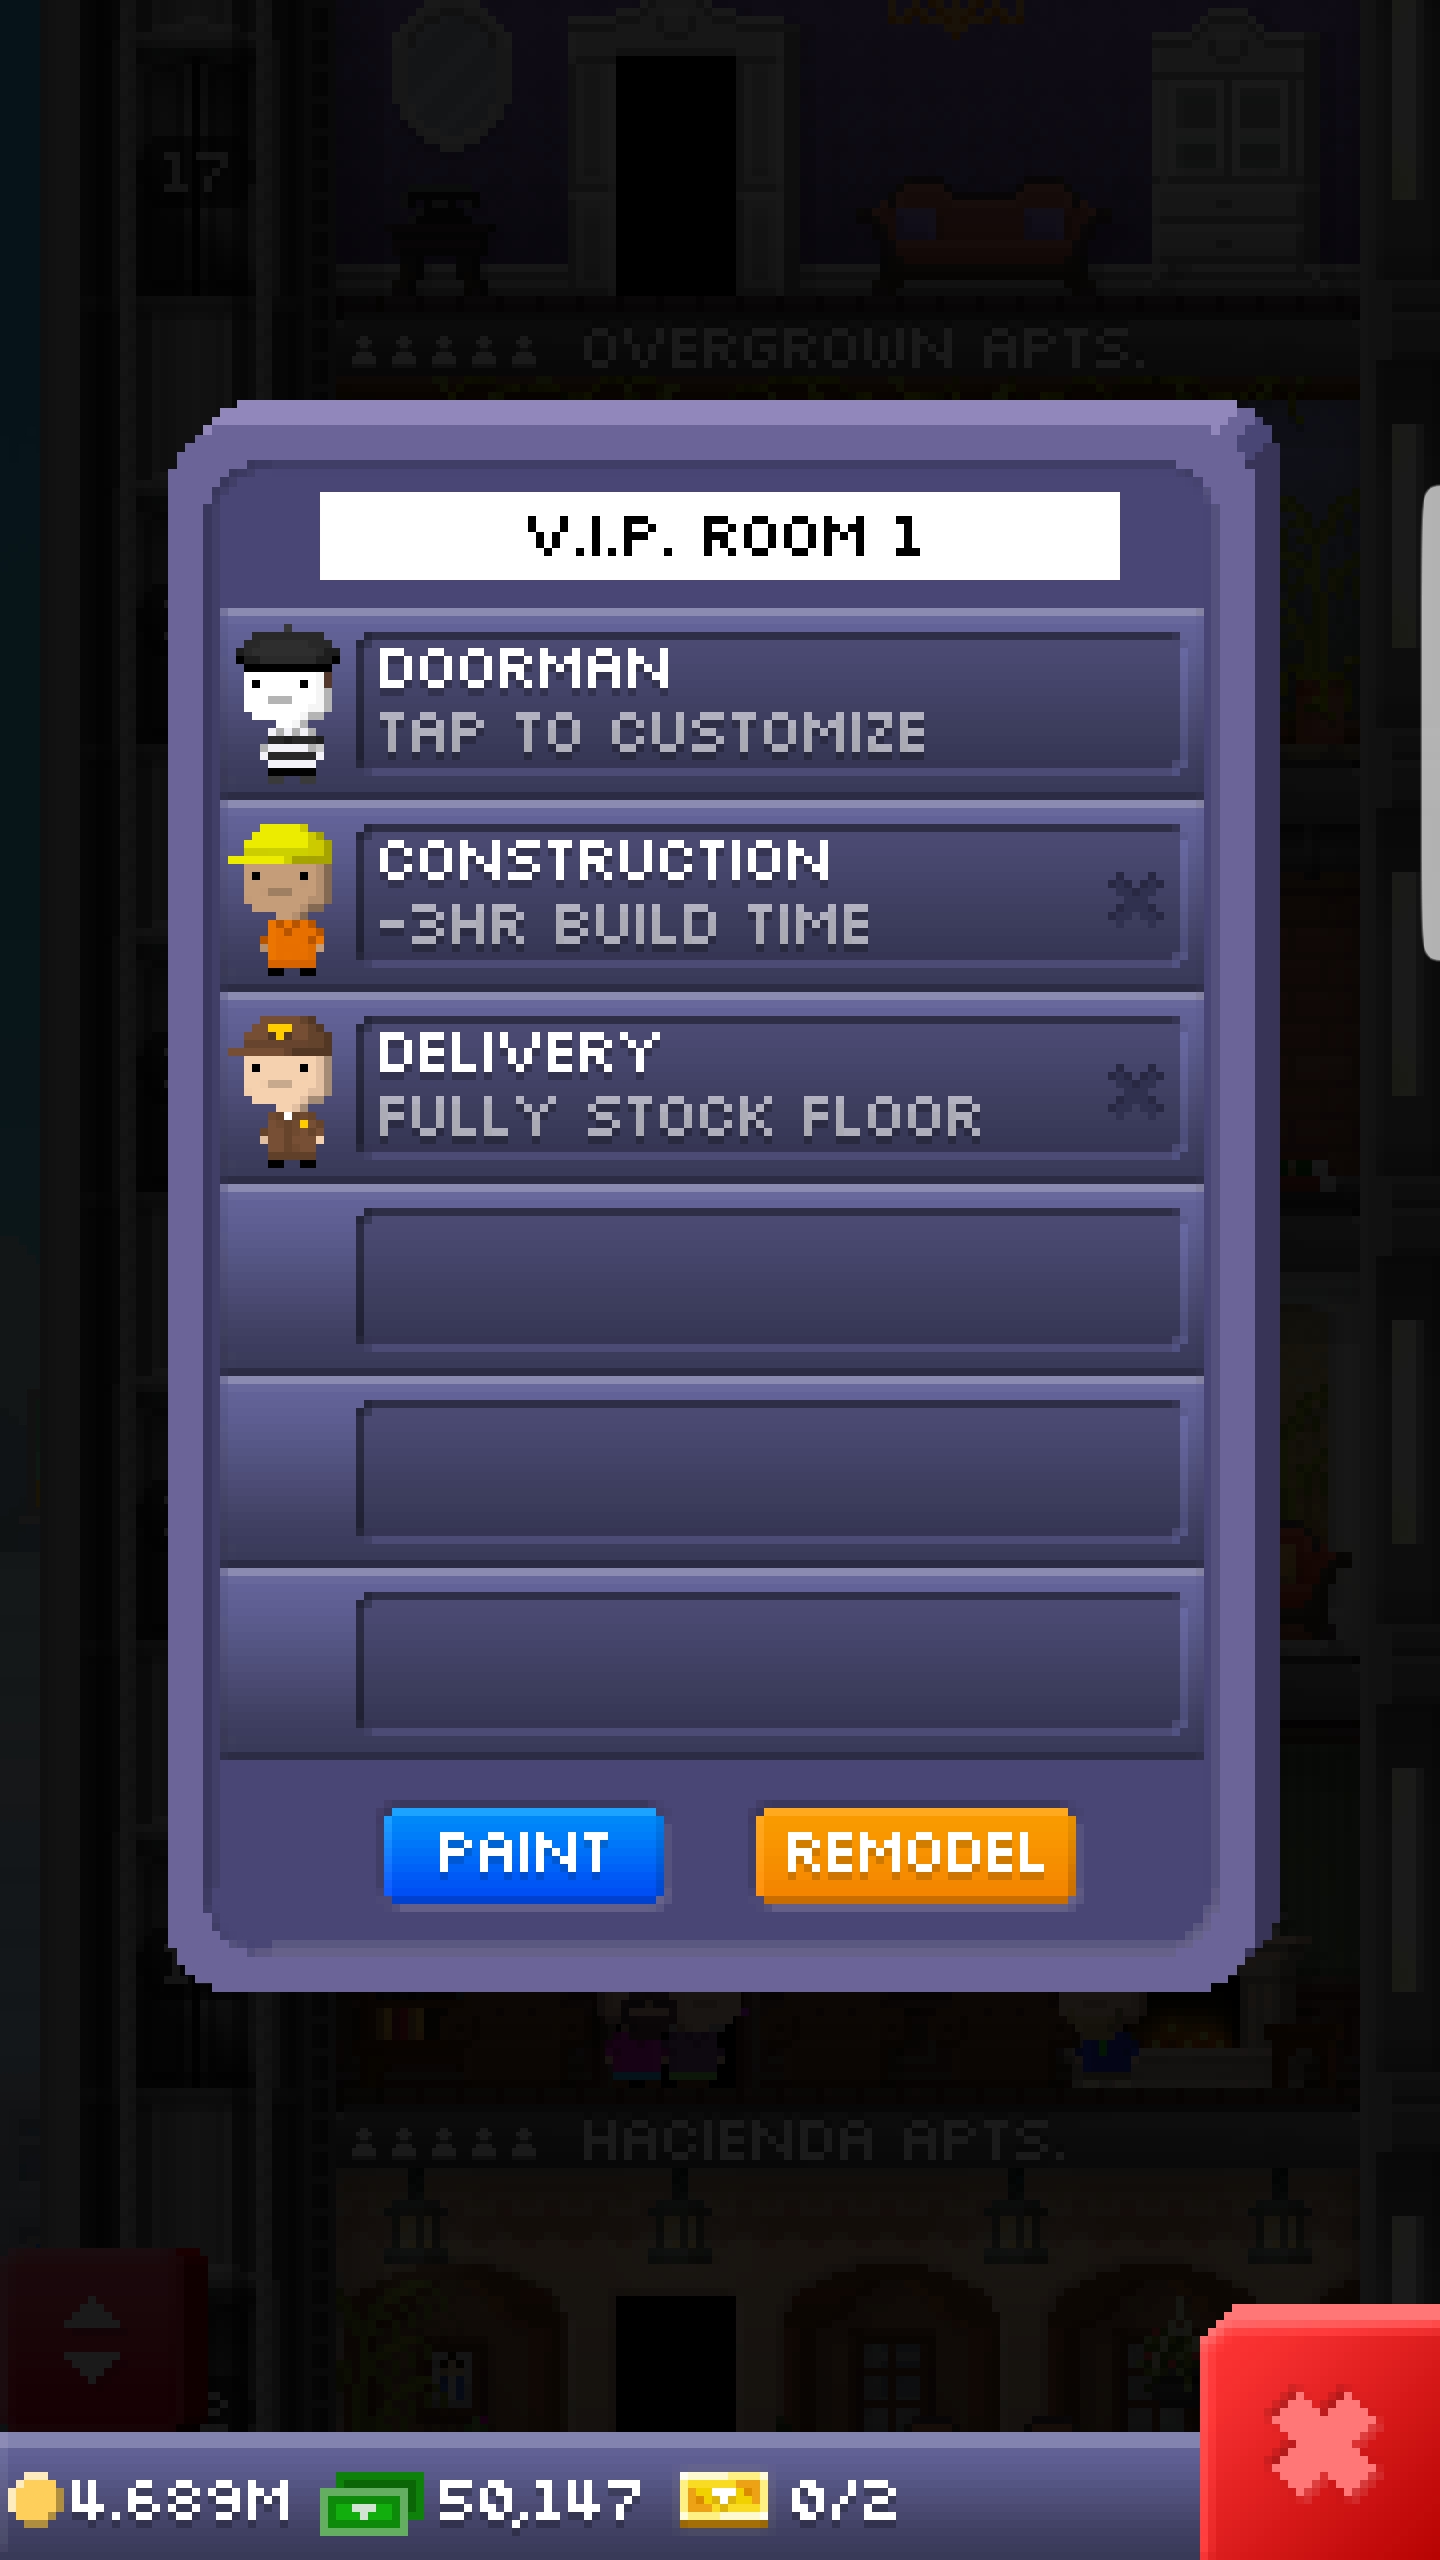 17
OVERGROWN APTS.
V.I.P. ROOM 1
DOORMAN
TAP TO CUSTOMIZE
CONSTRUCTION
-3HR BUILD TIME
DELIVERY
FULLY STOCK FLOOR
PAINT
REMODEL
HACIENDA APTS.
4.689M
50,147
0/2